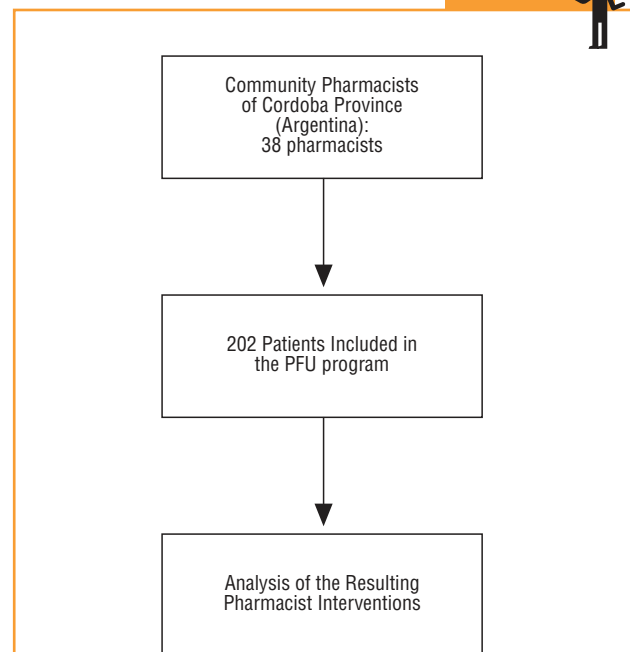 Community Pharmacists
of Cordoba Province
(Argentina):
38 pharmacists
202 Patients Included in
the PFU program
Analysis of the Resulting
Pharmacist Interventions